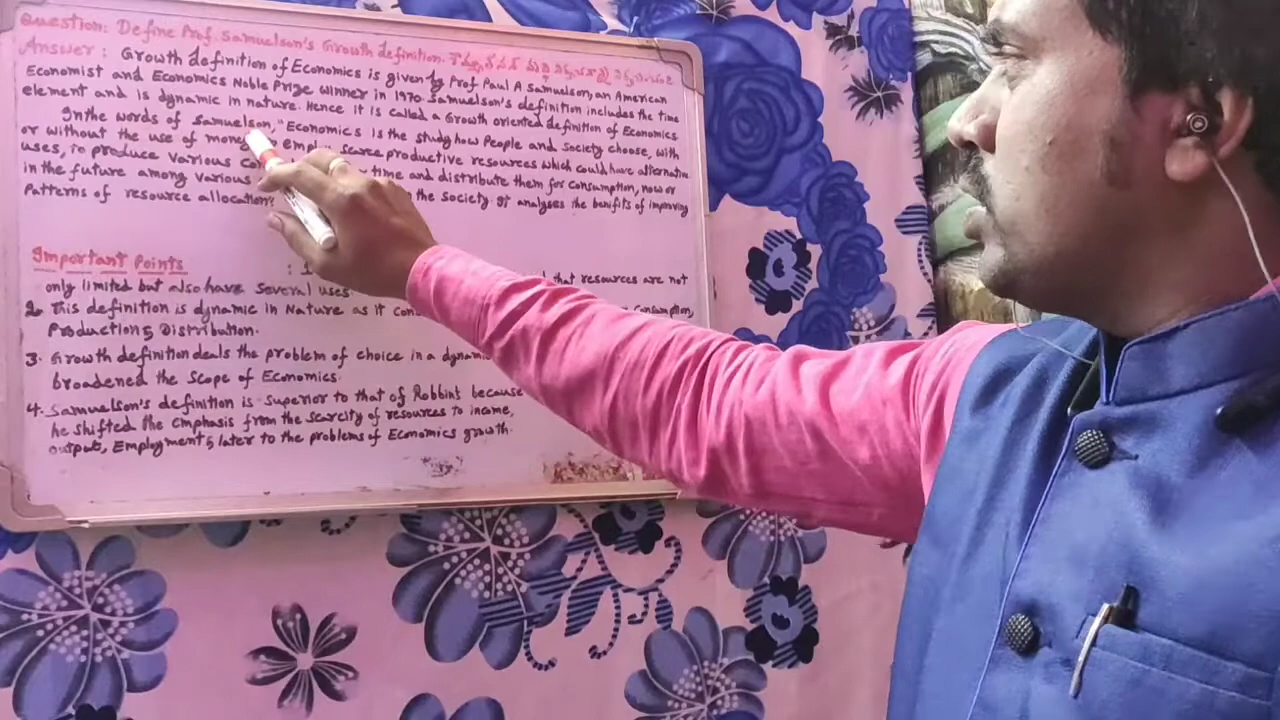 Question: Define Prof. Samuelson's Growth definition.
Answer: Growth definition of Economics is given by Prof Paul A Samuelson, an American
Economist and Economics Noble Prize winner in 1970. Samuelson's definition includes the time
element and is dynamic in nature. Hence it is called a Growth oriented definition of Economics
In the words of Samuelson, "Economics is the study how People and Society choose, with
or without the use of money emp scarce productive resources which could have alternative
uses, to produce various co time and distribute them for consumption, now or
in the future among various the Society. It analyses the benifits of improving
Patterns of resource allocation"
Important Points : that resources are not
only limited but also have several uses
2. This definition is dynamic in Nature as it con Consumption,
Production & Distribution.
3. Growth definition deals the problem of choice in a dynamic
broadened the Scope of Economics.
4. Samuelson's definition is superior to that of Robbins because
he shifted the emphasis from the scarcity of resources to income,
output, Employment & later to the problems of Economics growth.